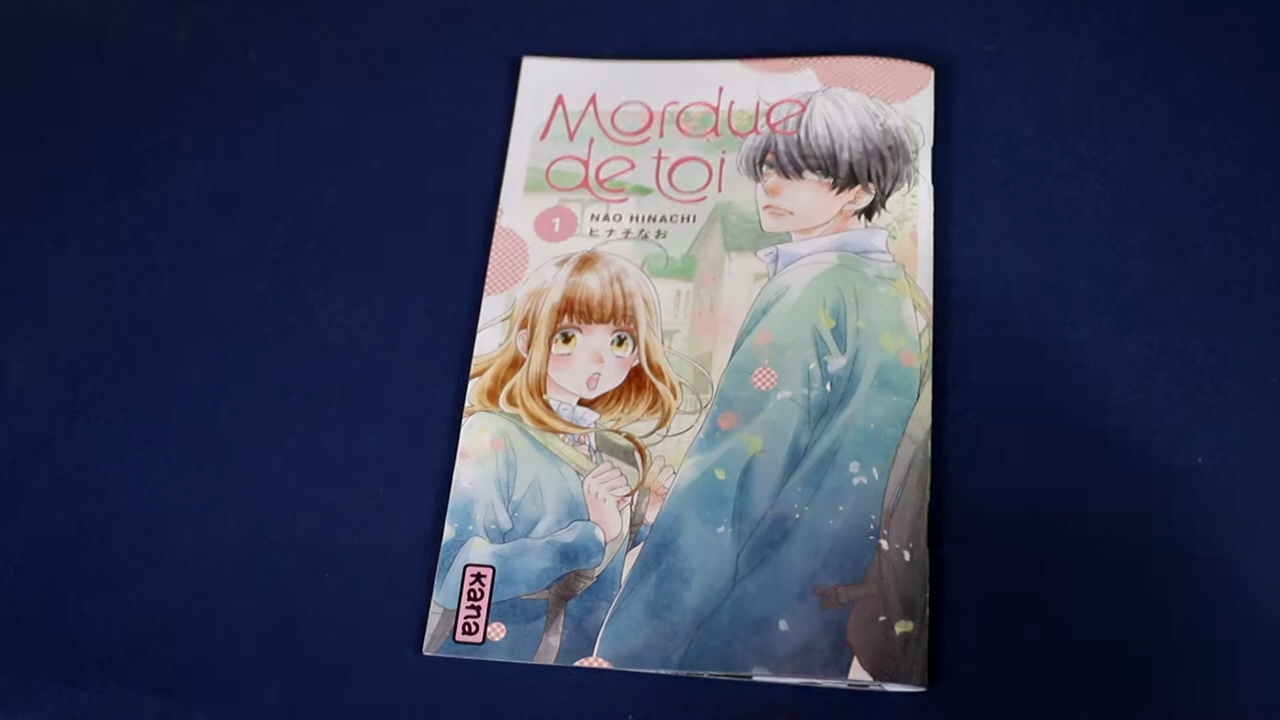 Mordue
de toi
1
NAO HINACHI
ヒナチなお
kana